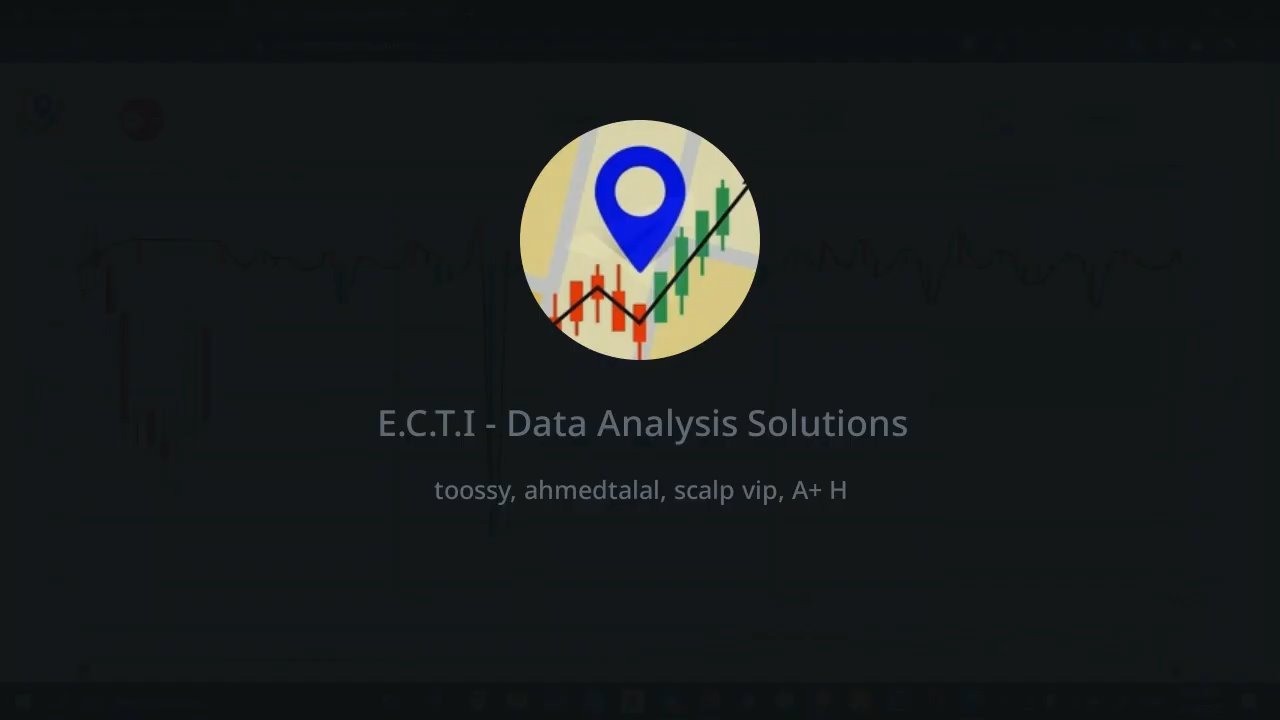 E.C.T.I - Data Analysis Solutions
toossy, ahmedtalal, scalp vip, A+ H